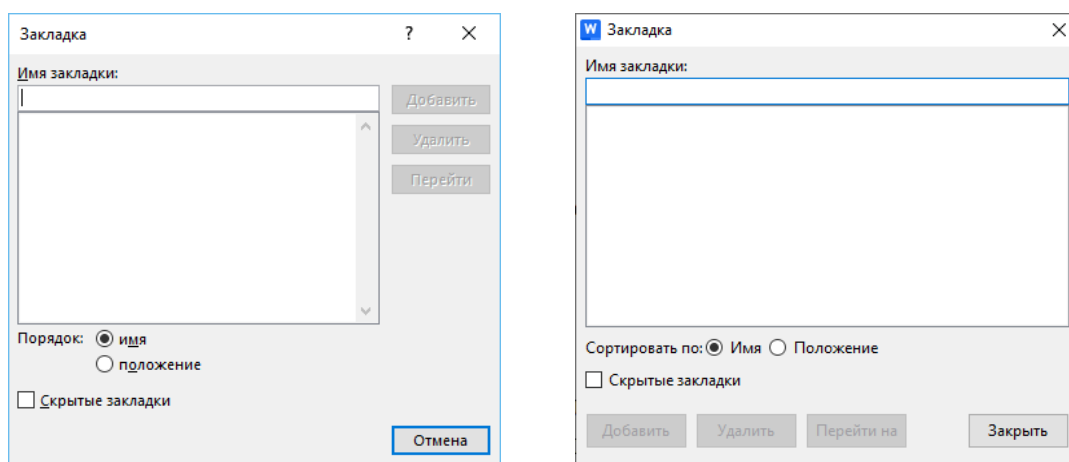 Закладка ?
Имя закладки:
Добавить
Удалить
Перейти
Порядок: имя
положение
Скрытые закладки
Отмена
W Закладка
Имя закладки:
Сортировать по: Имя Положение
Скрытые закладки
Добавить Удалить Перейти на Закрыть